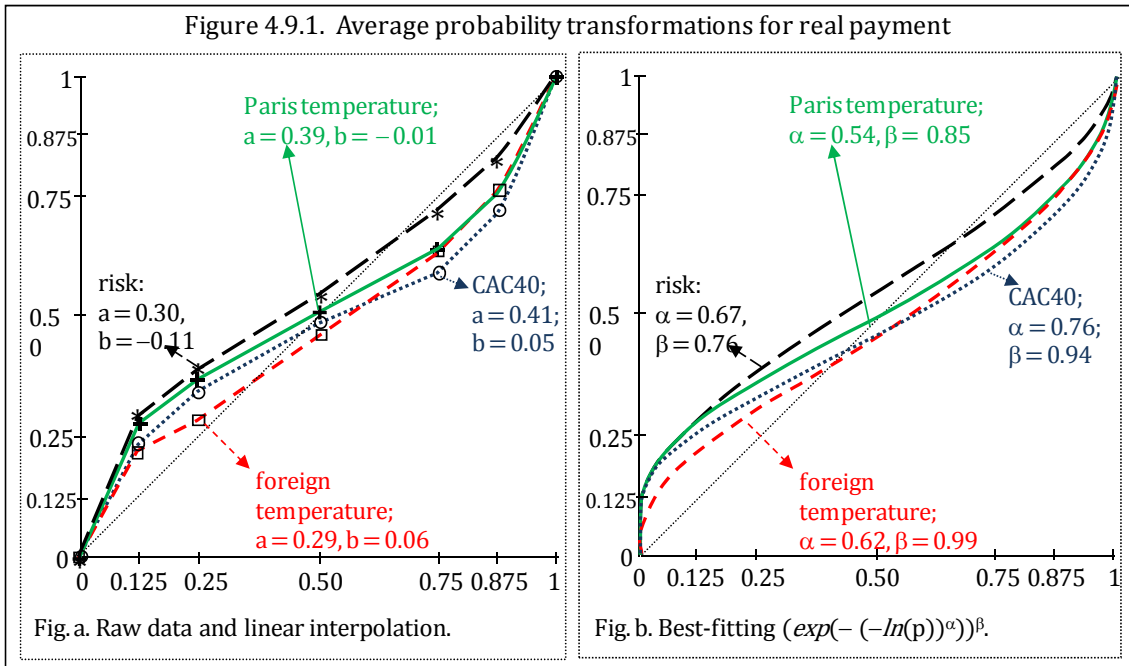 Figure 4.9.1. Average probability transformations for real payment
1
0.875
0.75
0.5
0
0.25
0.125
0
0
0.125
0.25
0.50
0.75
0.875
1
Paris temperature;
a = 0.39, b = −0.01
risk:
a = 0.30,
b = −0.11
CAC40;
a = 0.41;
b = 0.05
foreign
temperature;
a = 0.29, b = 0.06
Fig. a. Raw data and linear interpolation.
1
0.875
0.75
0.5
0
0.25
0.125
0
0
0.125
0.25
0.50
0.75
0.875
1
Paris temperature;
α = 0.54, β = 0.85
risk:
α = 0.67,
β = 0.76
CAC40;
α = 0.76;
β = 0.94
foreign
temperature;
α = 0.62, β = 0.99
Fig. b. Best-fitting (exp(− (−ln(p))^α))^β.